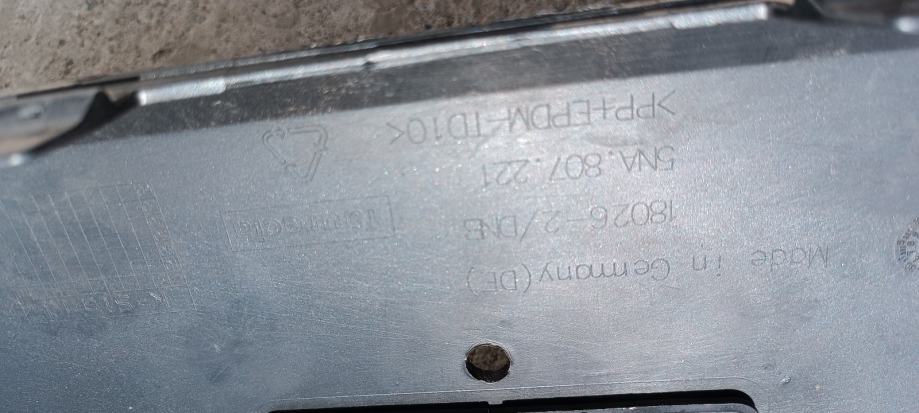 >PP+EPDM-TD10<
5NA.807.221
18026-2/DNB
Made in Germany(DE)